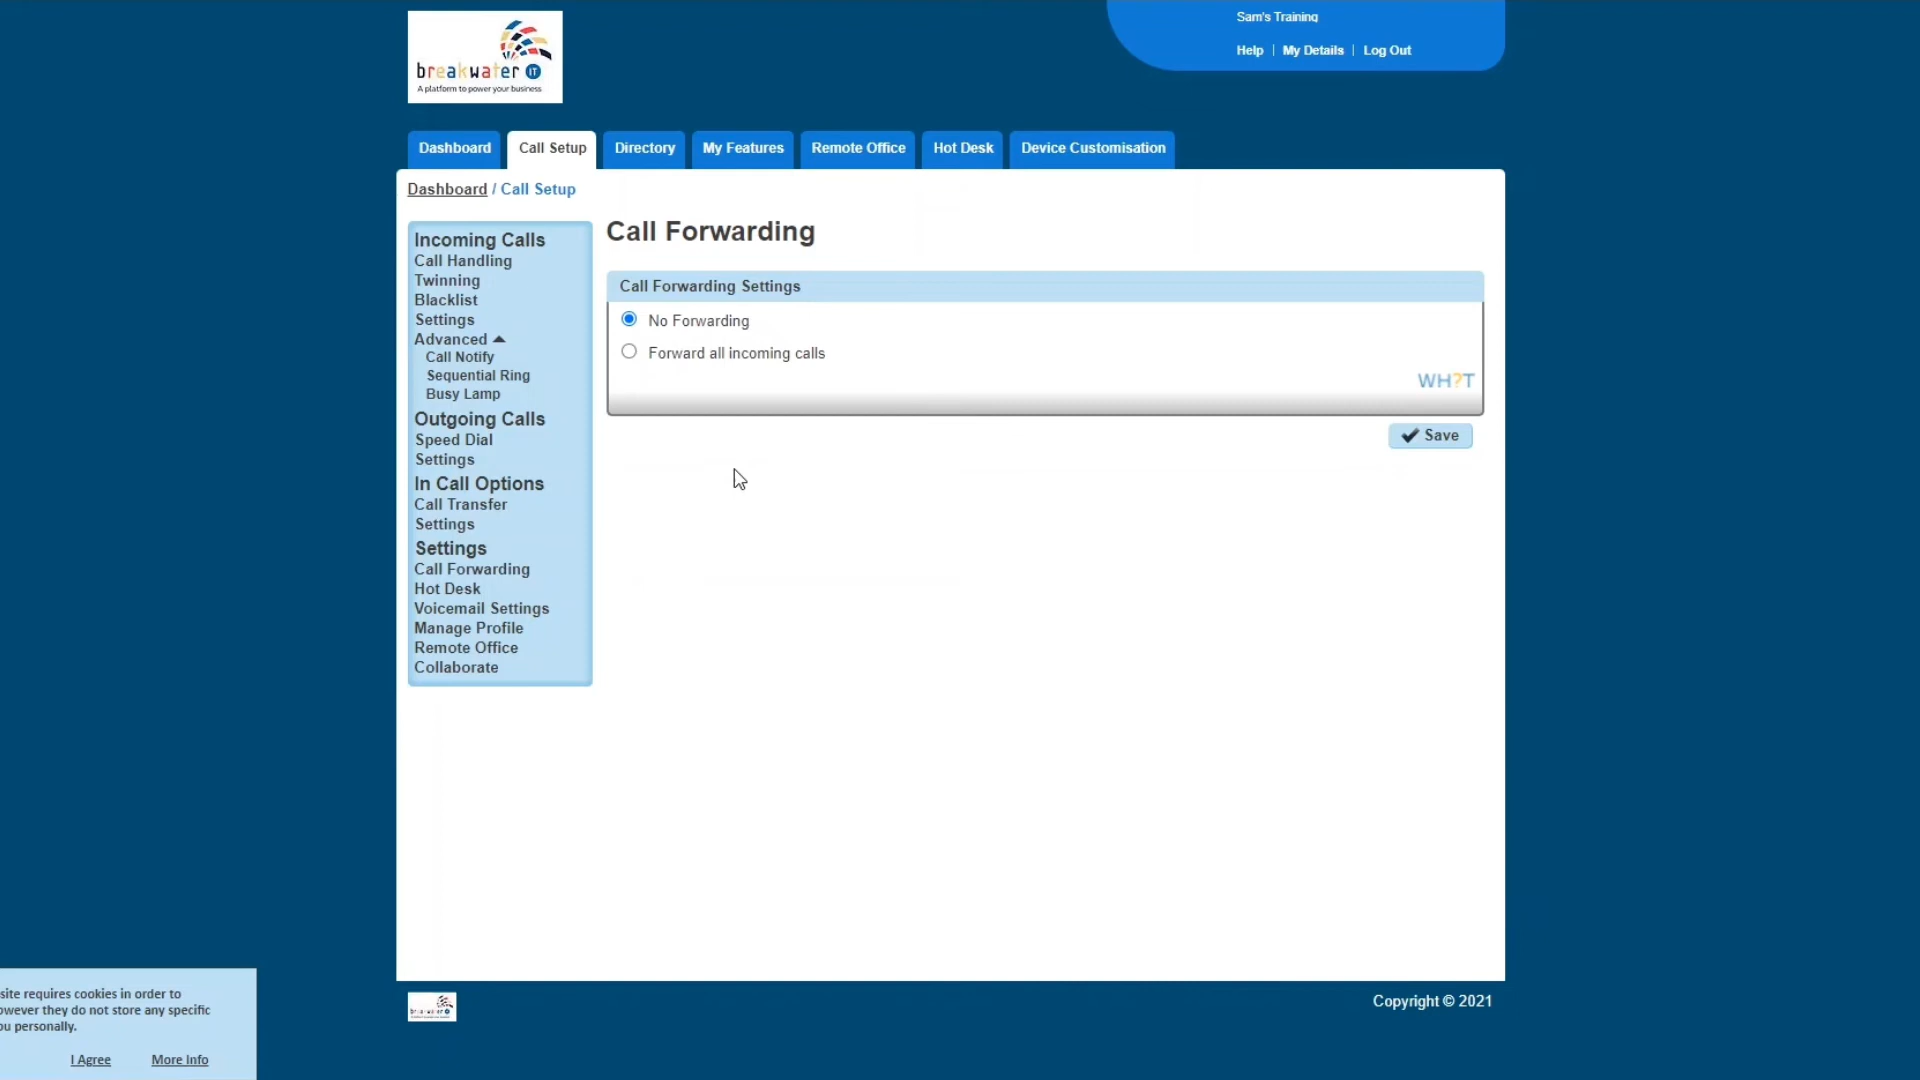 breakwater IT
A platform to power your business
Sam's Training
Help | My Details | Log Out
Dashboard
Call Setup
Directory
My Features
Remote Office
Hot Desk
Device Customisation
Dashboard / Call Setup
Incoming Calls
Call Handling
Twinning
Blacklist
Settings
Advanced
Call Notify
Sequential Ring
Busy Lamp
Outgoing Calls
Speed Dial
Settings
In Call Options
Call Transfer
Settings
Settings
Call Forwarding
Hot Desk
Voicemail Settings
Manage Profile
Remote Office
Collaborate
Call Forwarding
Call Forwarding Settings
No Forwarding
Forward all incoming calls
WH?T
Save
site requires cookies in order to
owever they do not store any specific
ou personally.
I Agree More Info
breakwater
Copyright © 2021